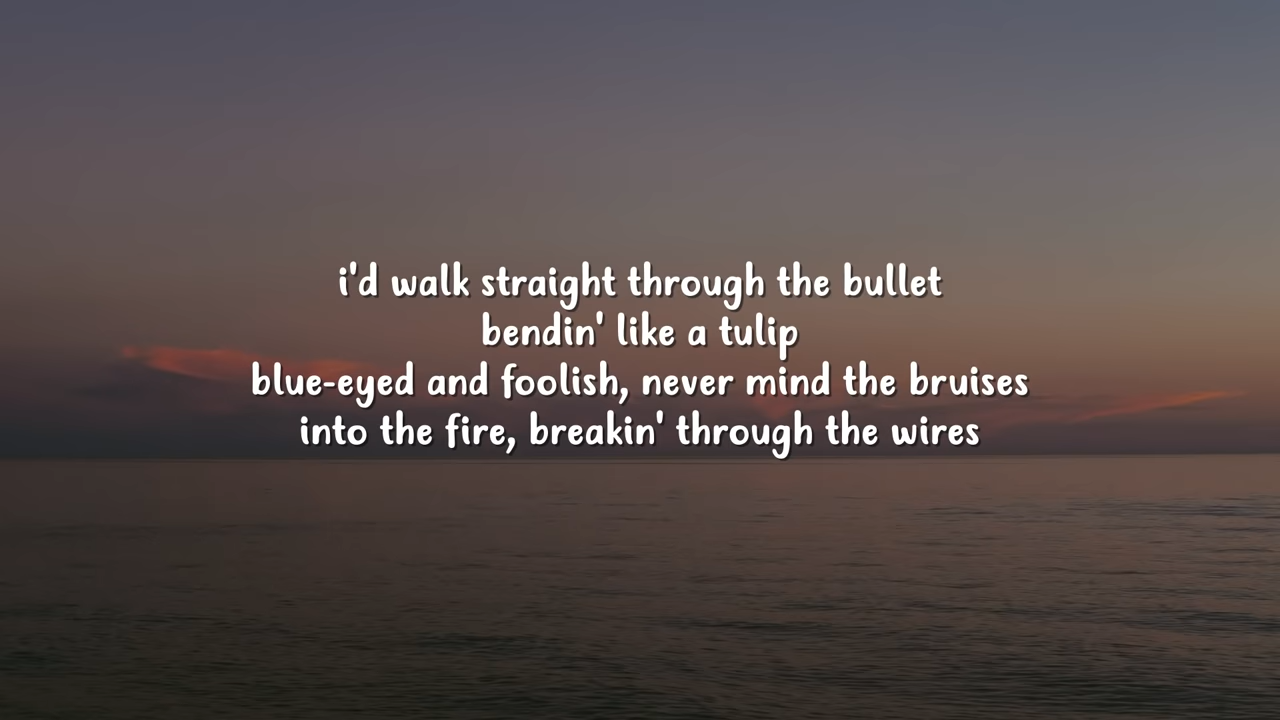 i'd walk straight through the bullet
bendin' like a tulip
blue-eyed and foolish, never mind the bruises
into the fire, breakin' through the wires